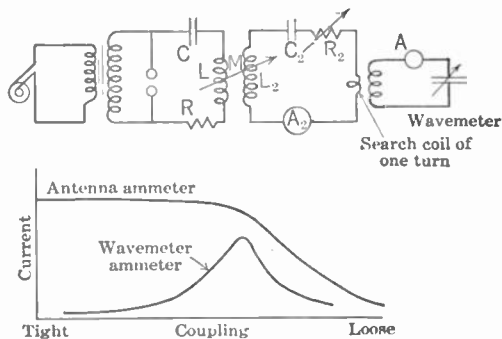 C
L
M
R
L₂
C₂
R₂
A₂
A
Wavemeter
Search coil of
one turn
Antenna ammeter
Wavemeter
ammeter
Current
Tight
Coupling
Loose